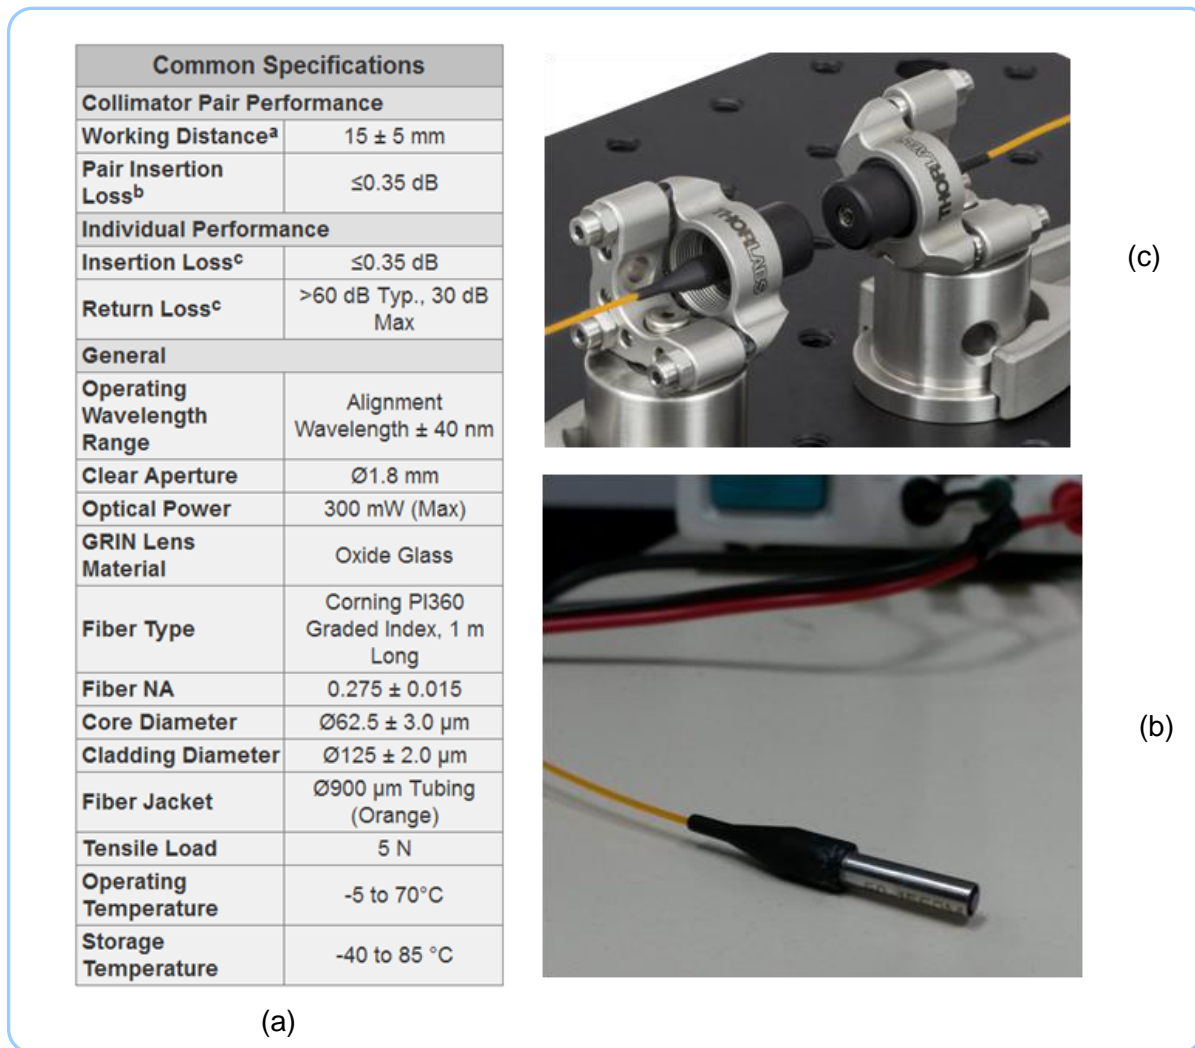 Common Specifications
Collimator Pair Performance
Working Distanceᵃ 15 ± 5 mm
Pair Insertion
Lossᵇ
≤0.35 dB
Individual Performance
Insertion Lossᶜ ≤0.35 dB
Return Lossᶜ
>60 dB Typ., 30 dB
Max
General
Operating
Wavelength
Range
Alignment
Wavelength ± 40 nm
Clear Aperture Ø1.8 mm
Optical Power 300 mW (Max)
GRIN Lens
Material
Oxide Glass
Fiber Type
Corning PI360
Graded Index, 1 m
Long
Fiber NA 0.275 ± 0.015
Core Diameter Ø62.5 ± 3.0 µm
Cladding Diameter Ø125 ± 2.0 µm
Fiber Jacket
Ø900 µm Tubing
(Orange)
Tensile Load 5 N
Operating
Temperature
-5 to 70°C
Storage
Temperature
-40 to 85 °C
(a)
THORLABS
THORLABS
(c)
(b)